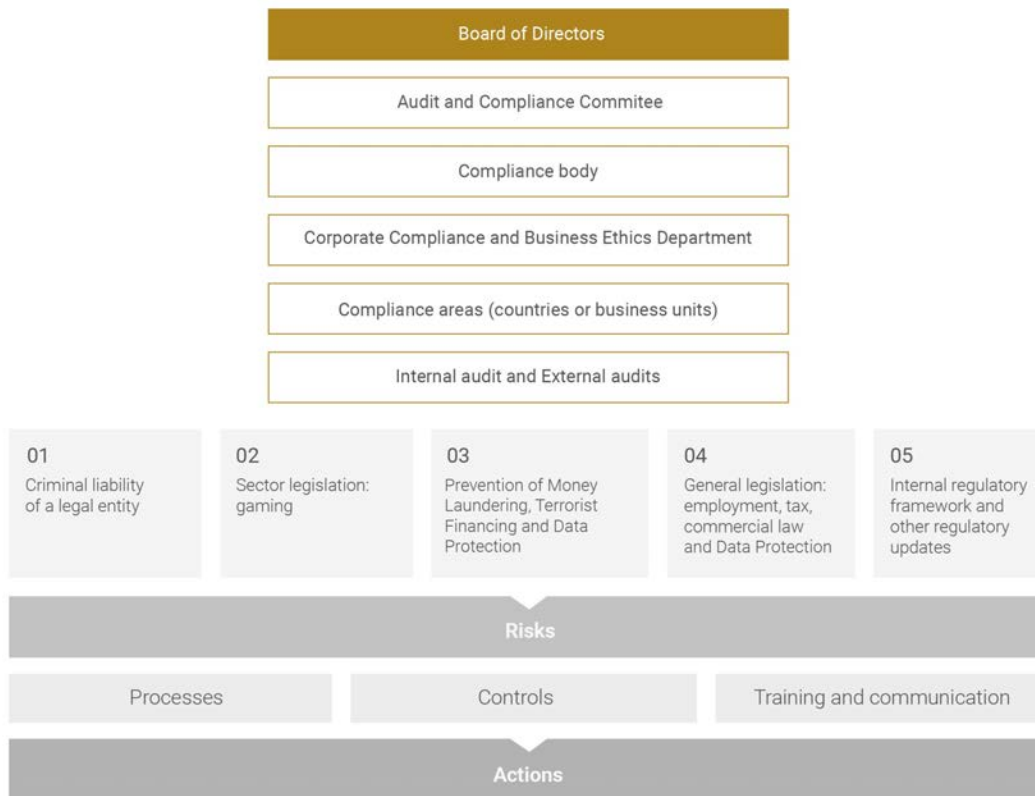 Board of Directors
Audit and Compliance Commitee
Compliance body
Corporate Compliance and Business Ethics Department
Compliance areas (countries or business units)
Internal audit and External audits
01
Criminal liability
of a legal entity
02
Sector legislation:
gaming
03
Prevention of Money
Laundering, Terrorist
Financing and Data
Protection
04
General legislation:
employment, tax,
commercial law
and Data Protection
05
Internal regulatory
framework and
other regulatory
updates
Risks
Processes
Controls
Training and communication
Actions